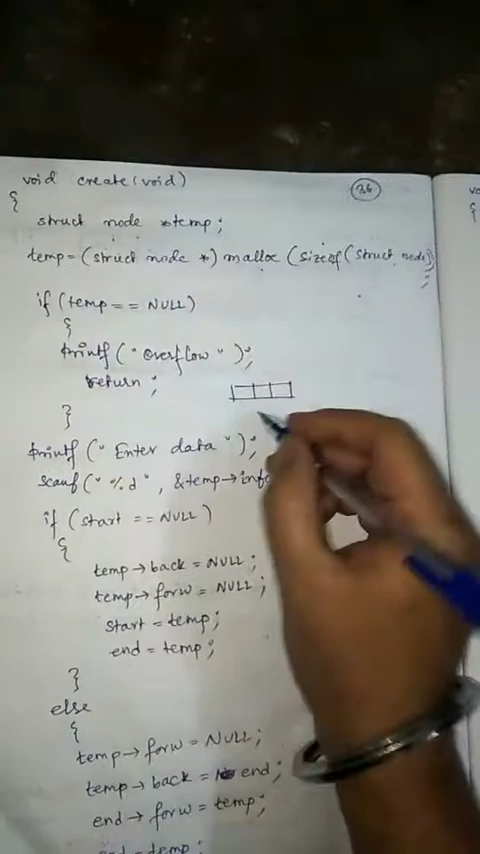 void create(void) 36
{
struct node *temp;
temp=(struct node *) malloc (sizeof(struct node));
if (temp == NULL)
{
printf(" Overflow ");
return ;
}
printf(" Enter data ");
scanf(" %d", &temp→info
if (start == NULL)
{
temp→back = NULL;
temp→forw = NULL;
start = temp;
end = temp;
}
else
{
temp→forw = NULL;
temp→back = end;
end→forw = temp;
= temp;